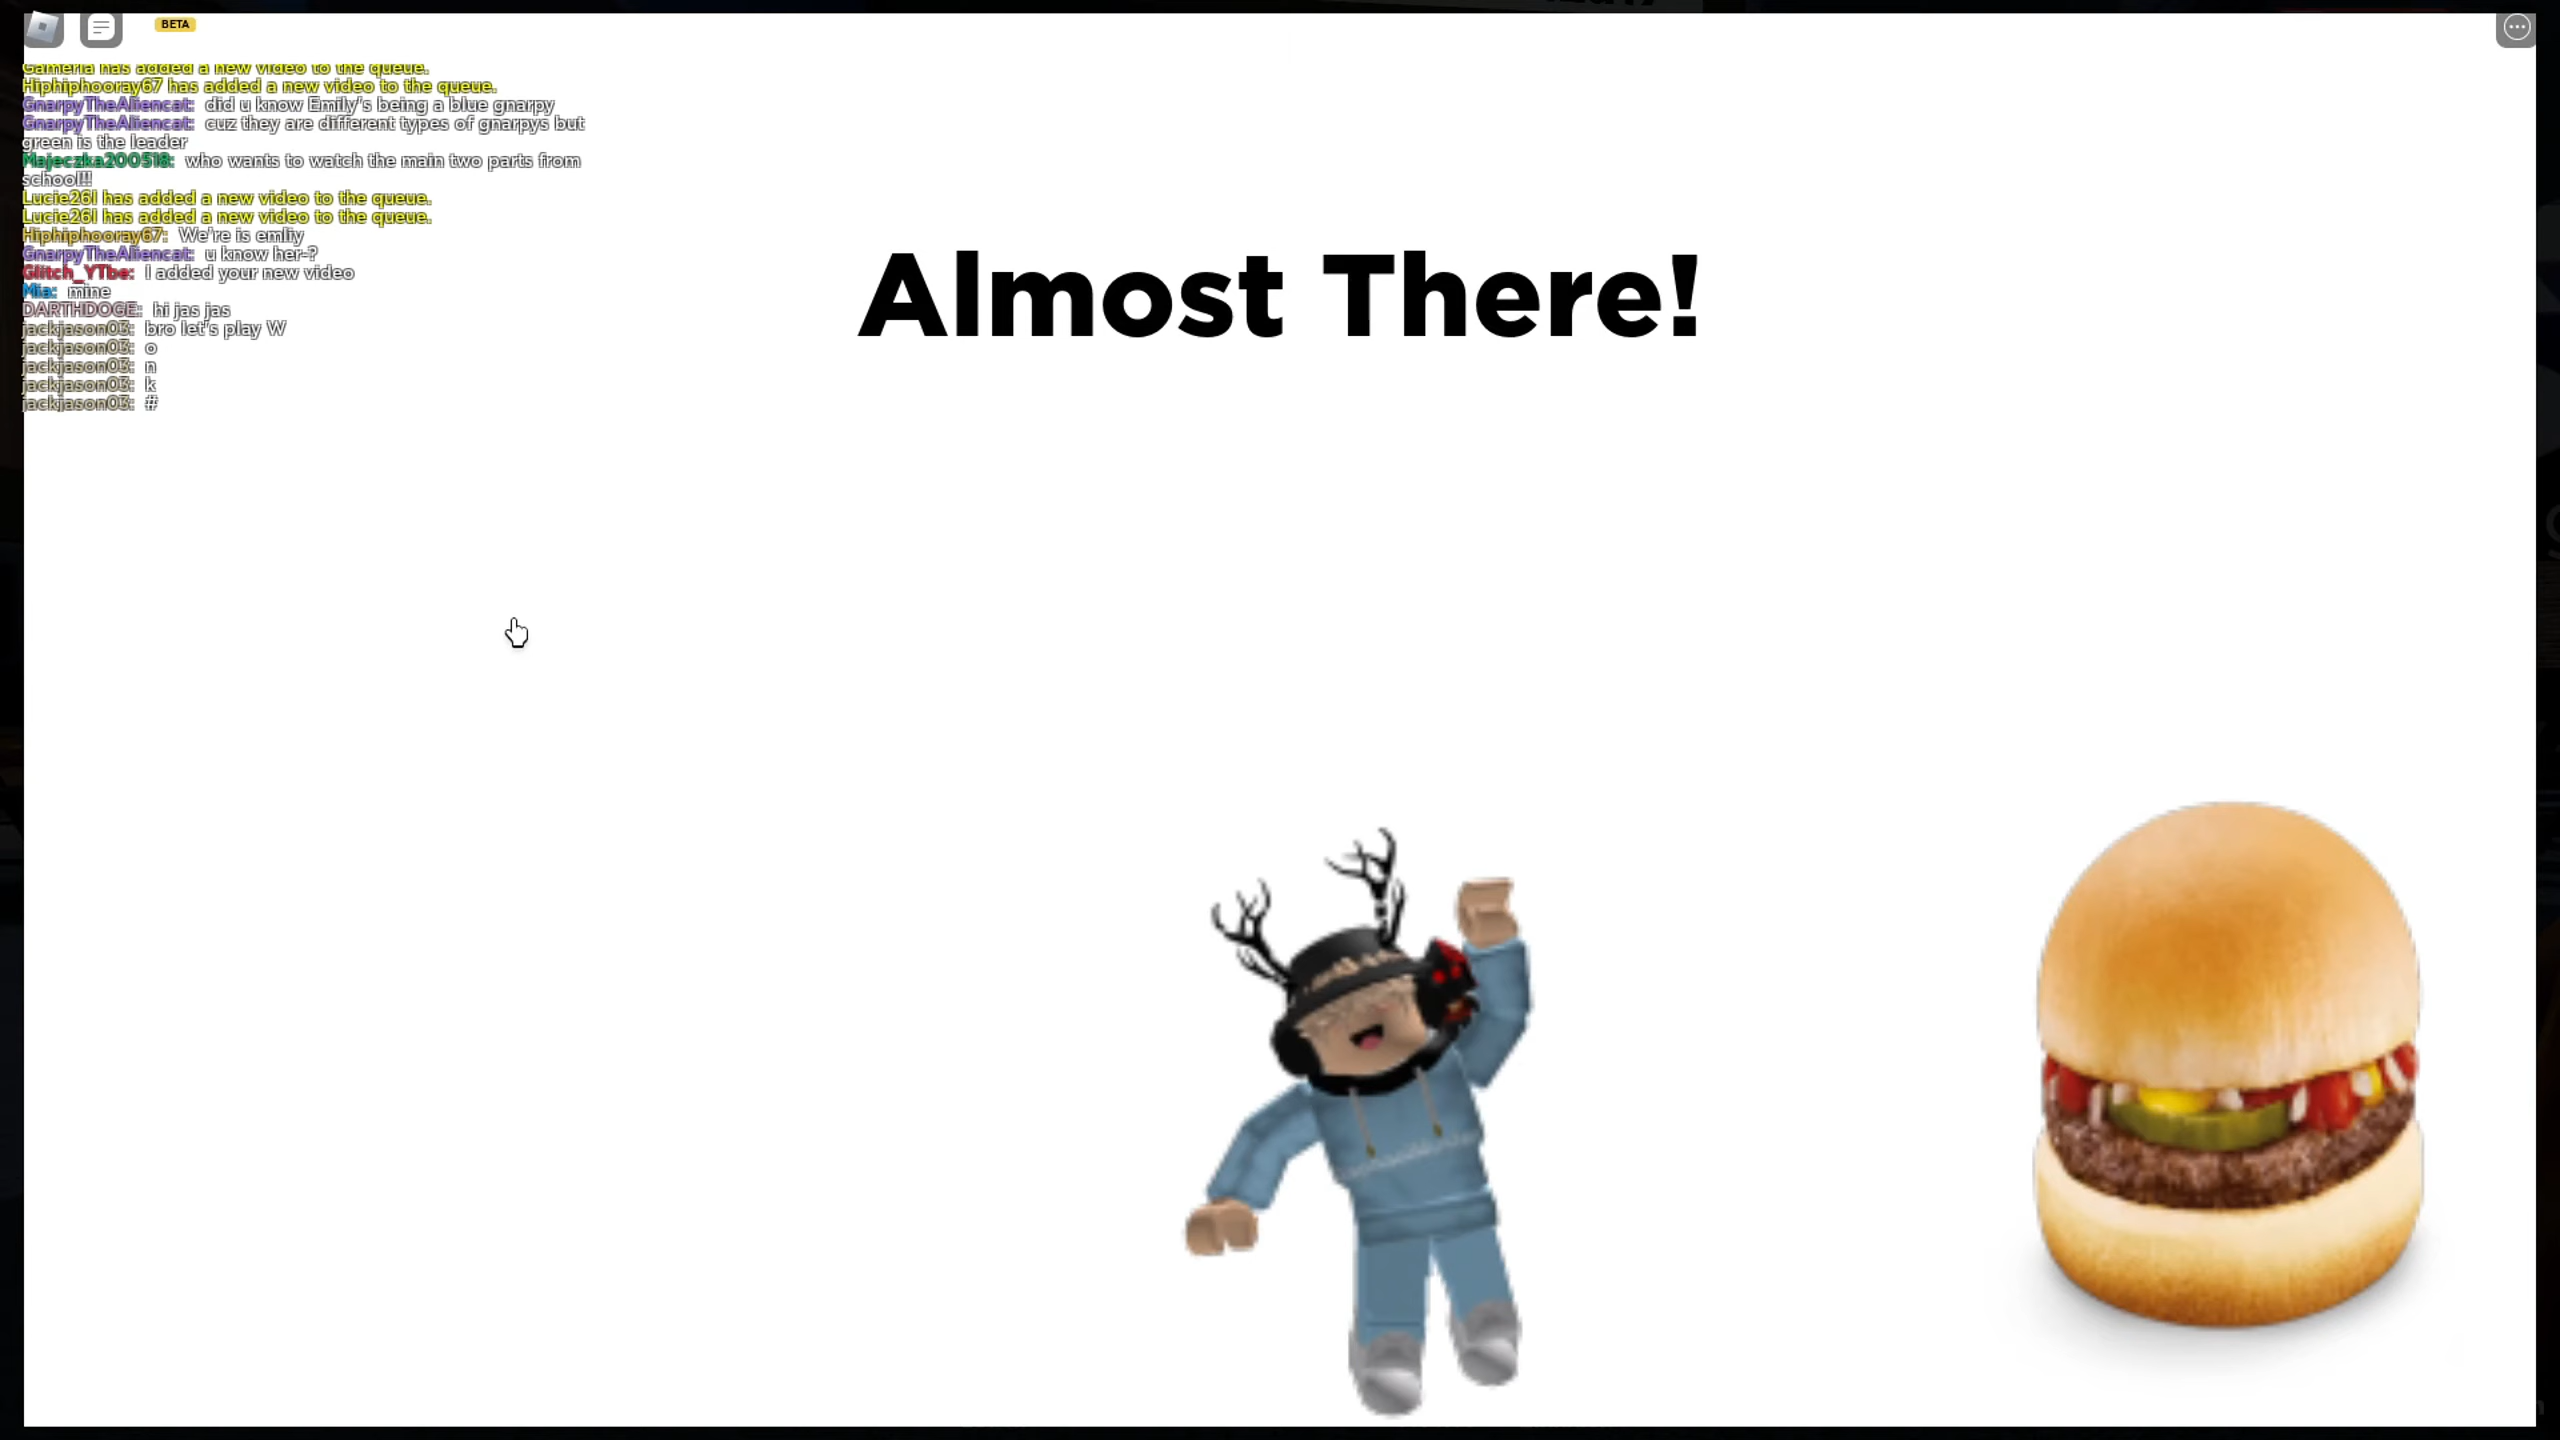 BETA
Gameria has added a new video to the queue.
Hiphiphooray67 has added a new video to the queue.
GnarpyTheAliencat: did u know Emily's being a blue gnarpy
GnarpyTheAliencat: cuz they are different types of gnarpys but
green is the leader
Majeczka200518: who wants to watch the main two parts from
school!!!
Lucie26l has added a new video to the queue.
Lucie26l has added a new video to the queue.
Hiphiphooray67: We're is emliy
GnarpyTheAliencat: u know her-?
Glitch_YTbe: I added your new video
Mia: mine
DARTHDOGE: hi jas jas
jackjason03: bro let's play W
jackjason03: o
jackjason03: n
jackjason03: k
jackjason03: #
Almost There!